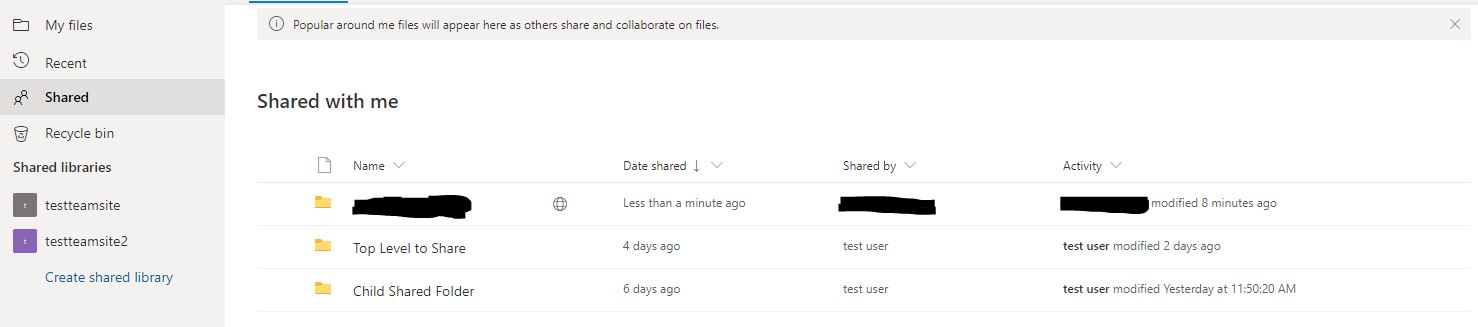 My files
Popular around me files will appear here as others share and collaborate on files.
Recent
Shared
Recycle bin
Shared libraries
t testteamsite
t testteamsite2
Create shared library
Shared with me
Name Date shared Shared by Activity
Less than a minute ago modified 8 minutes ago
Top Level to Share 4 days ago test user test user modified 2 days ago
Child Shared Folder 6 days ago test user test user modified Yesterday at 11:50:20 AM